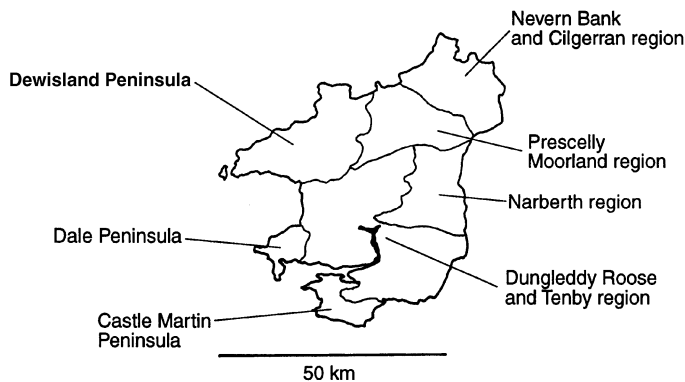 Nevern Bank
and Cilgerran region
Dewisland Peninsula
Prescelly
Moorland region
Narberth region
Dale Peninsula
Dungleddy Roose
and Tenby region
Castle Martin
Peninsula
50 km